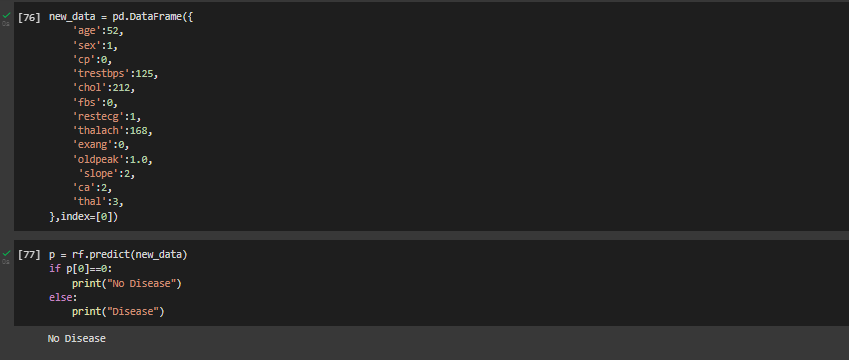 [76] new_data = pd.DataFrame({
'age':52,
'sex':1,
'cp':0,
'trestbps':125,
'chol':212,
'fbs':0,
'restecg':1,
'thalach':168,
'exang':0,
'oldpeak':1.0,
'slope':2,
'ca':2,
'thal':3,
},index=[0])
[77] p = rf.predict(new_data)
if p[0]==0:
print("No Disease")
else:
print("Disease")
No Disease